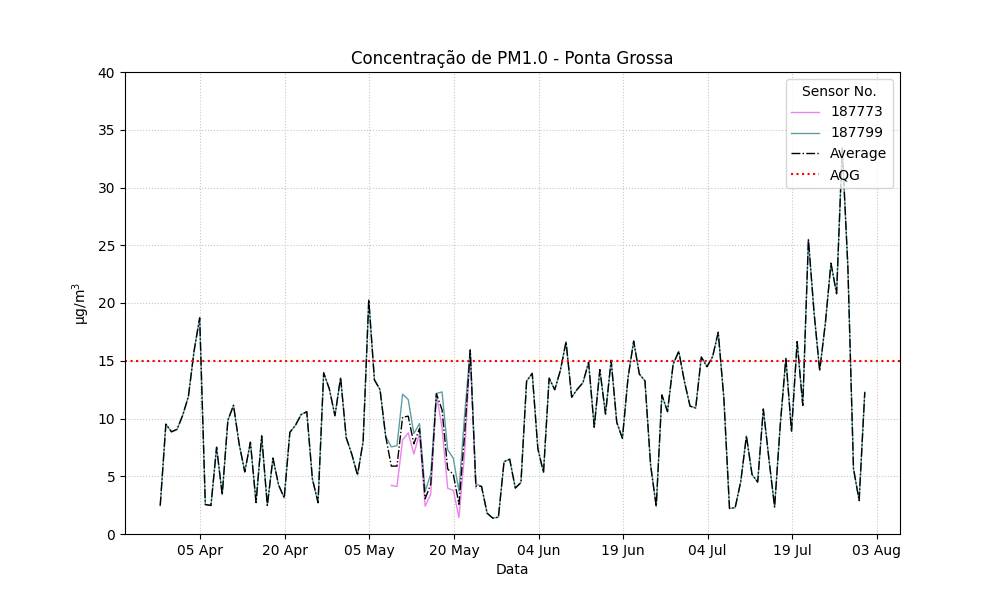 Concentração de PM1.0 - Ponta Grossa
40
35
30
25
20
15
10
5
0
µg/m³
Sensor No.
187773
187799
Average
AQG
05 Apr
20 Apr
05 May
20 May
04 Jun
19 Jun
04 Jul
19 Jul
03 Aug
Data